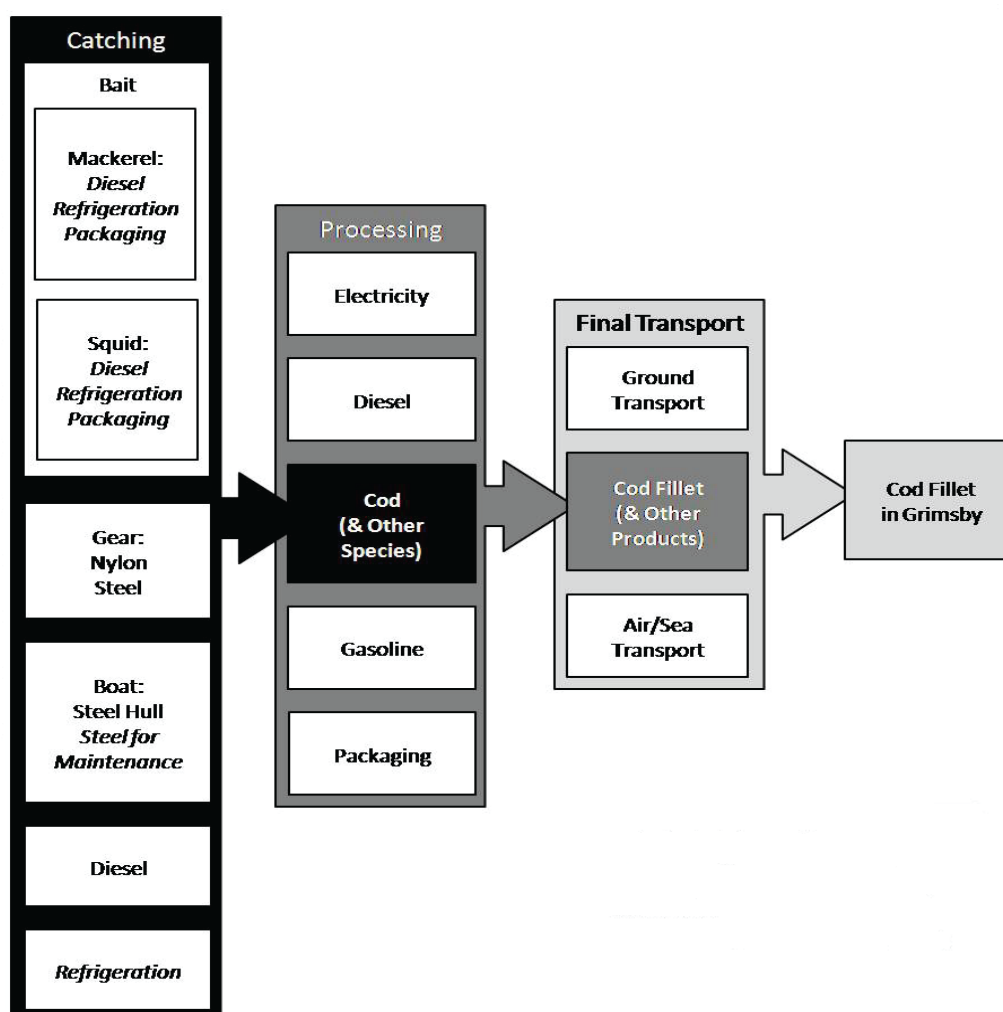 Catching
Bait
Mackerel:
Diesel
Refrigeration
Packaging
Squid:
Diesel
Refrigeration
Packaging
Gear:
Nylon
Steel
Boat:
Steel Hull
Steel for
Maintenance
Diesel
Refrigeration
Processing
Electricity
Diesel
Cod
(& Other
Species)
Gasoline
Packaging
Final Transport
Ground
Transport
Cod Fillet
(& Other
Products)
Air/Sea
Transport
Cod Fillet
in Grimsby